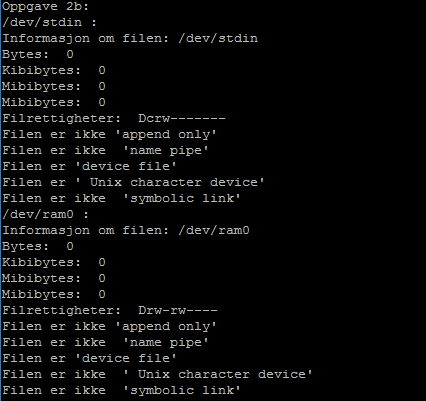 Oppgave 2b:
/dev/stdin :
Informasjon om filen: /dev/stdin
Bytes:  0
Kibibytes:  0
Mibibytes:  0
Mibibytes:  0
Filrettigheter:  Dcrw-------
Filen er ikke 'append only'
Filen er ikke  'name pipe'
Filen er 'device file'
Filen er ' Unix character device'
Filen er ikke  'symbolic link'
/dev/ram0 :
Informasjon om filen: /dev/ram0
Bytes:  0
Kibibytes:  0
Mibibytes:  0
Mibibytes:  0
Filrettigheter:  Drw-rw----
Filen er ikke 'append only'
Filen er ikke  'name pipe'
Filen er 'device file'
Filen er ikke  ' Unix character device'
Filen er ikke  'symbolic link'